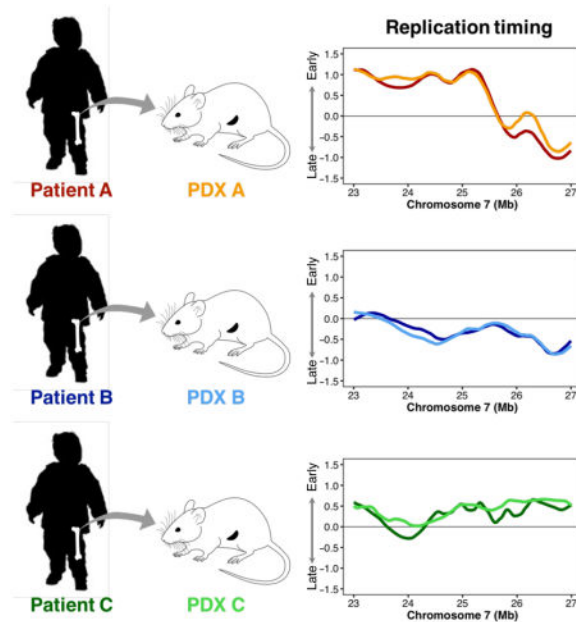 Replication timing
Patient A
PDX A
Early
Late
1.5
1.0
0.5
0.0
-0.5
-1.0
-1.5
23 24 25 26 27
Chromosome 7 (Mb)
Patient B
PDX B
Early
Late
1.5
1.0
0.5
0.0
-0.5
-1.0
-1.5
23 24 25 26 27
Chromosome 7 (Mb)
Patient C
PDX C
Early
Late
1.5
1.0
0.5
0.0
-0.5
-1.0
-1.5
23 24 25 26 27
Chromosome 7 (Mb)